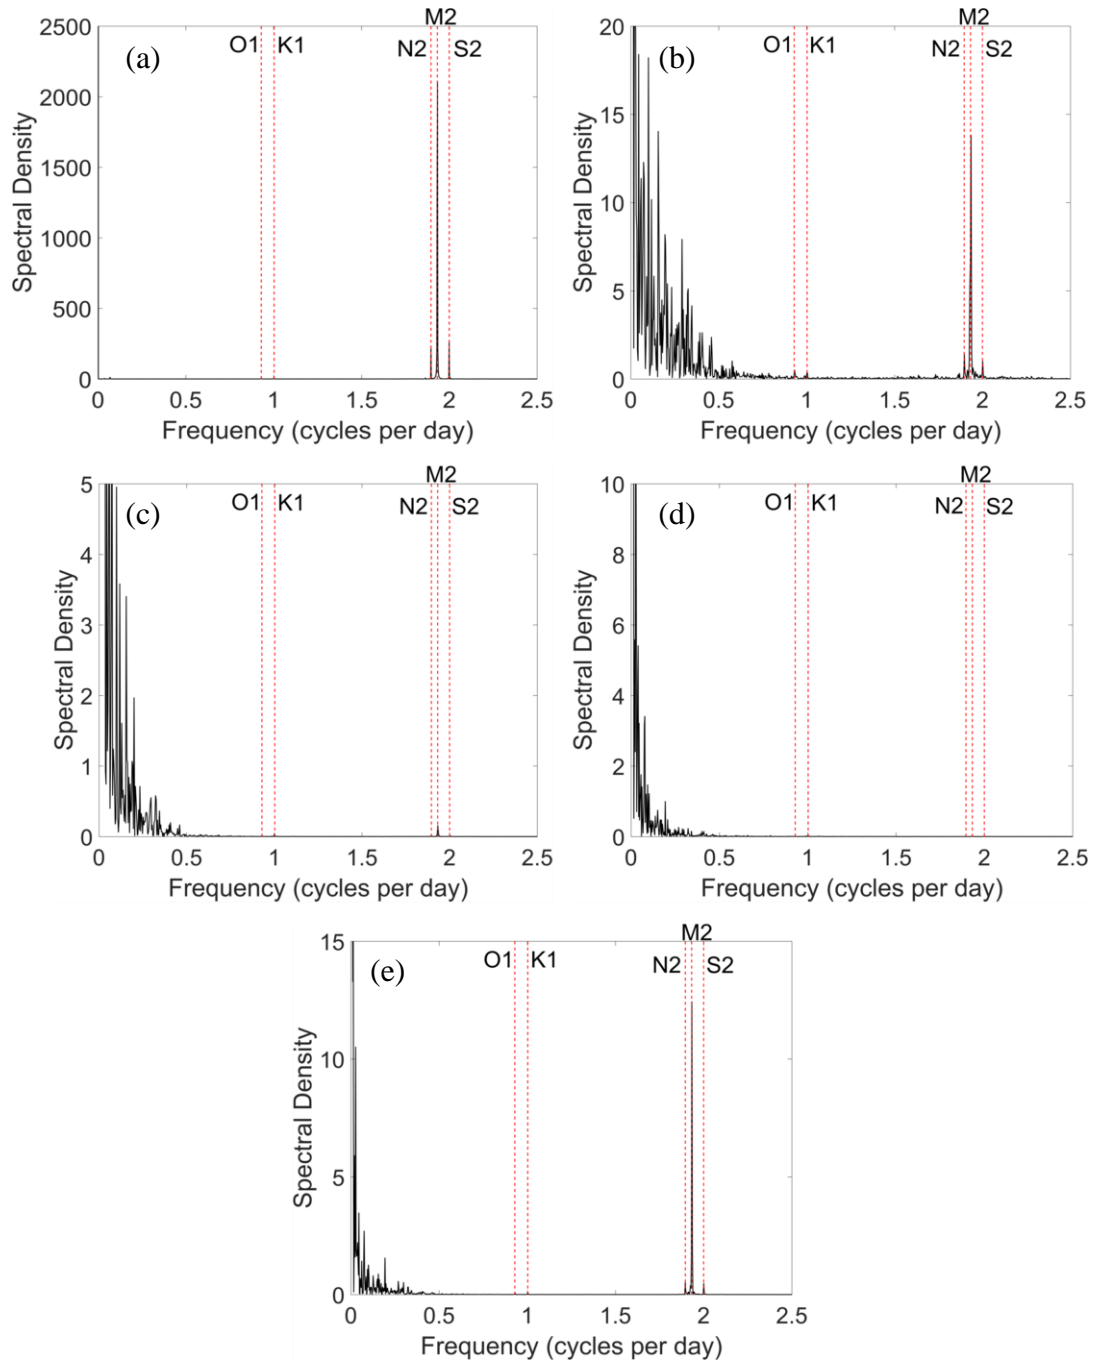 (a)
M2
O1 K1 N2 S2
2500
2000
1500
1000
500
0
Spectral Density
0 0.5 1 1.5 2 2.5
Frequency (cycles per day)
(b)
M2
O1 K1 N2 S2
20
15
10
5
0
Spectral Density
0 0.5 1 1.5 2 2.5
Frequency (cycles per day)
(c)
M2
O1 K1 N2 S2
5
4
3
2
1
0
Spectral Density
0 0.5 1 1.5 2 2.5
Frequency (cycles per day)
(d)
M2
O1 K1 N2 S2
10
8
6
4
2
0
Spectral Density
0 0.5 1 1.5 2 2.5
Frequency (cycles per day)
(e)
M2
O1 K1 N2 S2
15
10
5
0
Spectral Density
0 0.5 1 1.5 2 2.5
Frequency (cycles per day)